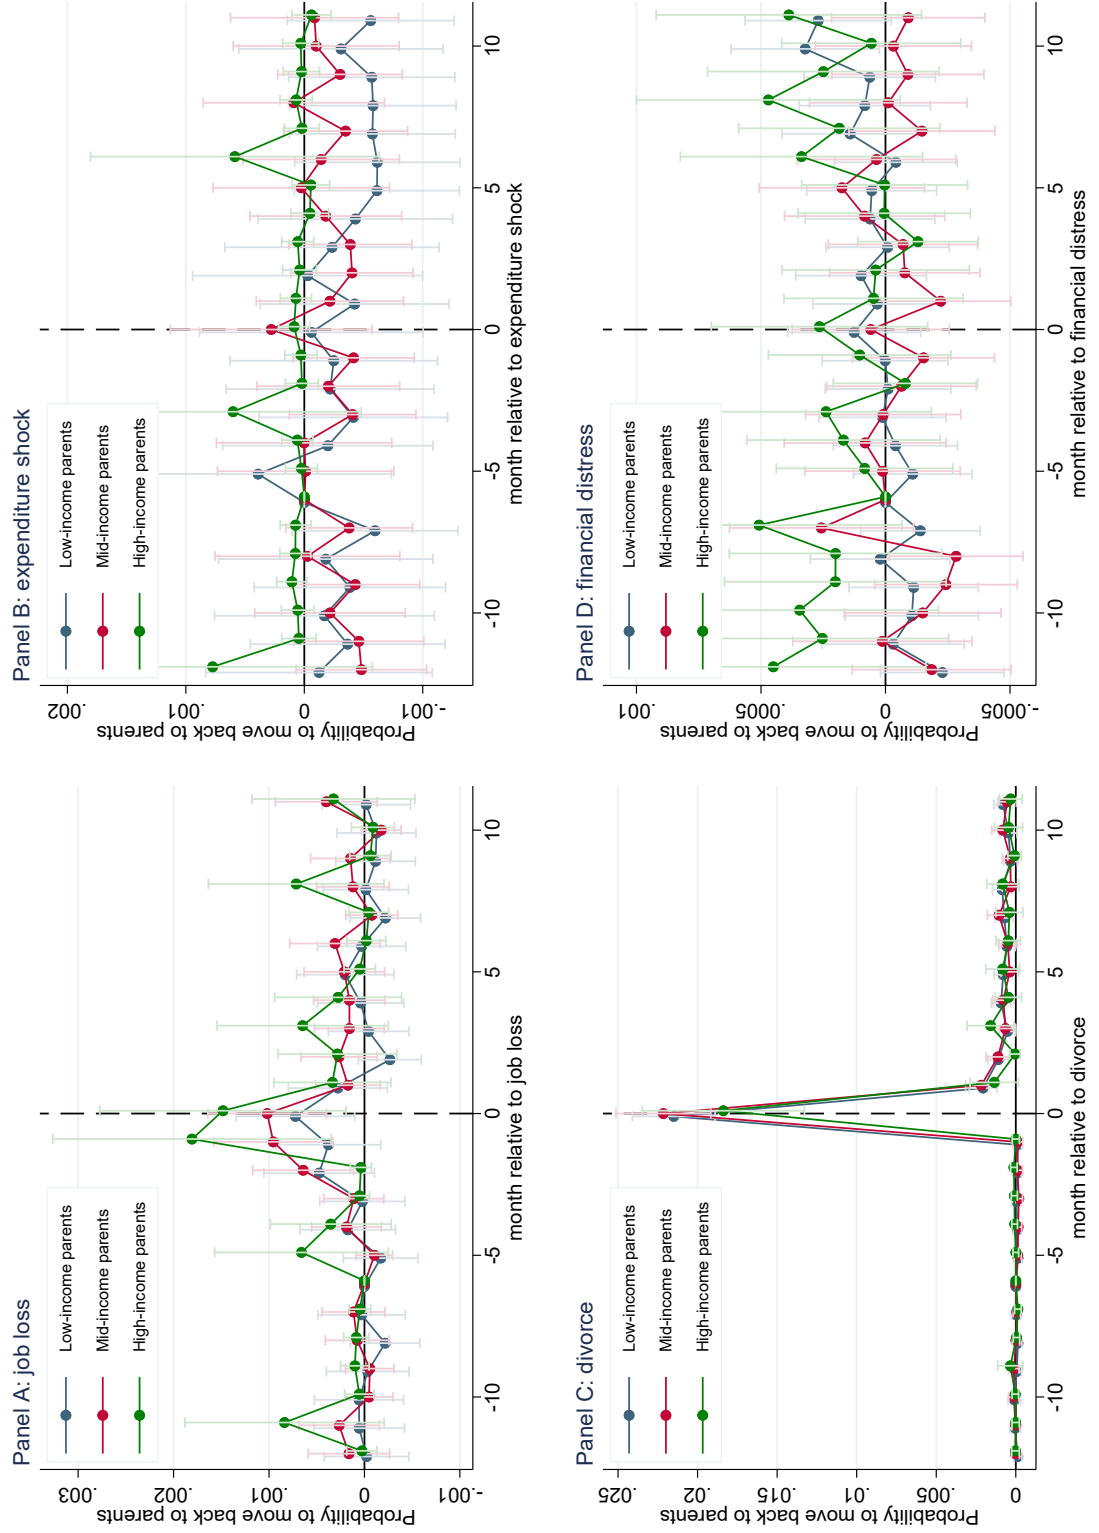 Panel A: job loss
Probability to move back to parents
.003
.002
.001
0
-.001
Low-income parents
Mid-income parents
High-income parents
-10
-5
0
5
10
month relative to job loss
Panel B: expenditure shock
Probability to move back to parents
.002
.001
0
-.001
Low-income parents
Mid-income parents
High-income parents
-10
-5
0
5
10
month relative to expenditure shock
Panel C: divorce
Probability to move back to parents
.025
.02
.015
.01
.005
0
Low-income parents
Mid-income parents
High-income parents
-10
-5
0
5
10
month relative to divorce
Panel D: financial distress
Probability to move back to parents
.001
.0005
0
-.0005
Low-income parents
Mid-income parents
High-income parents
-10
-5
0
5
10
month relative to financial distress